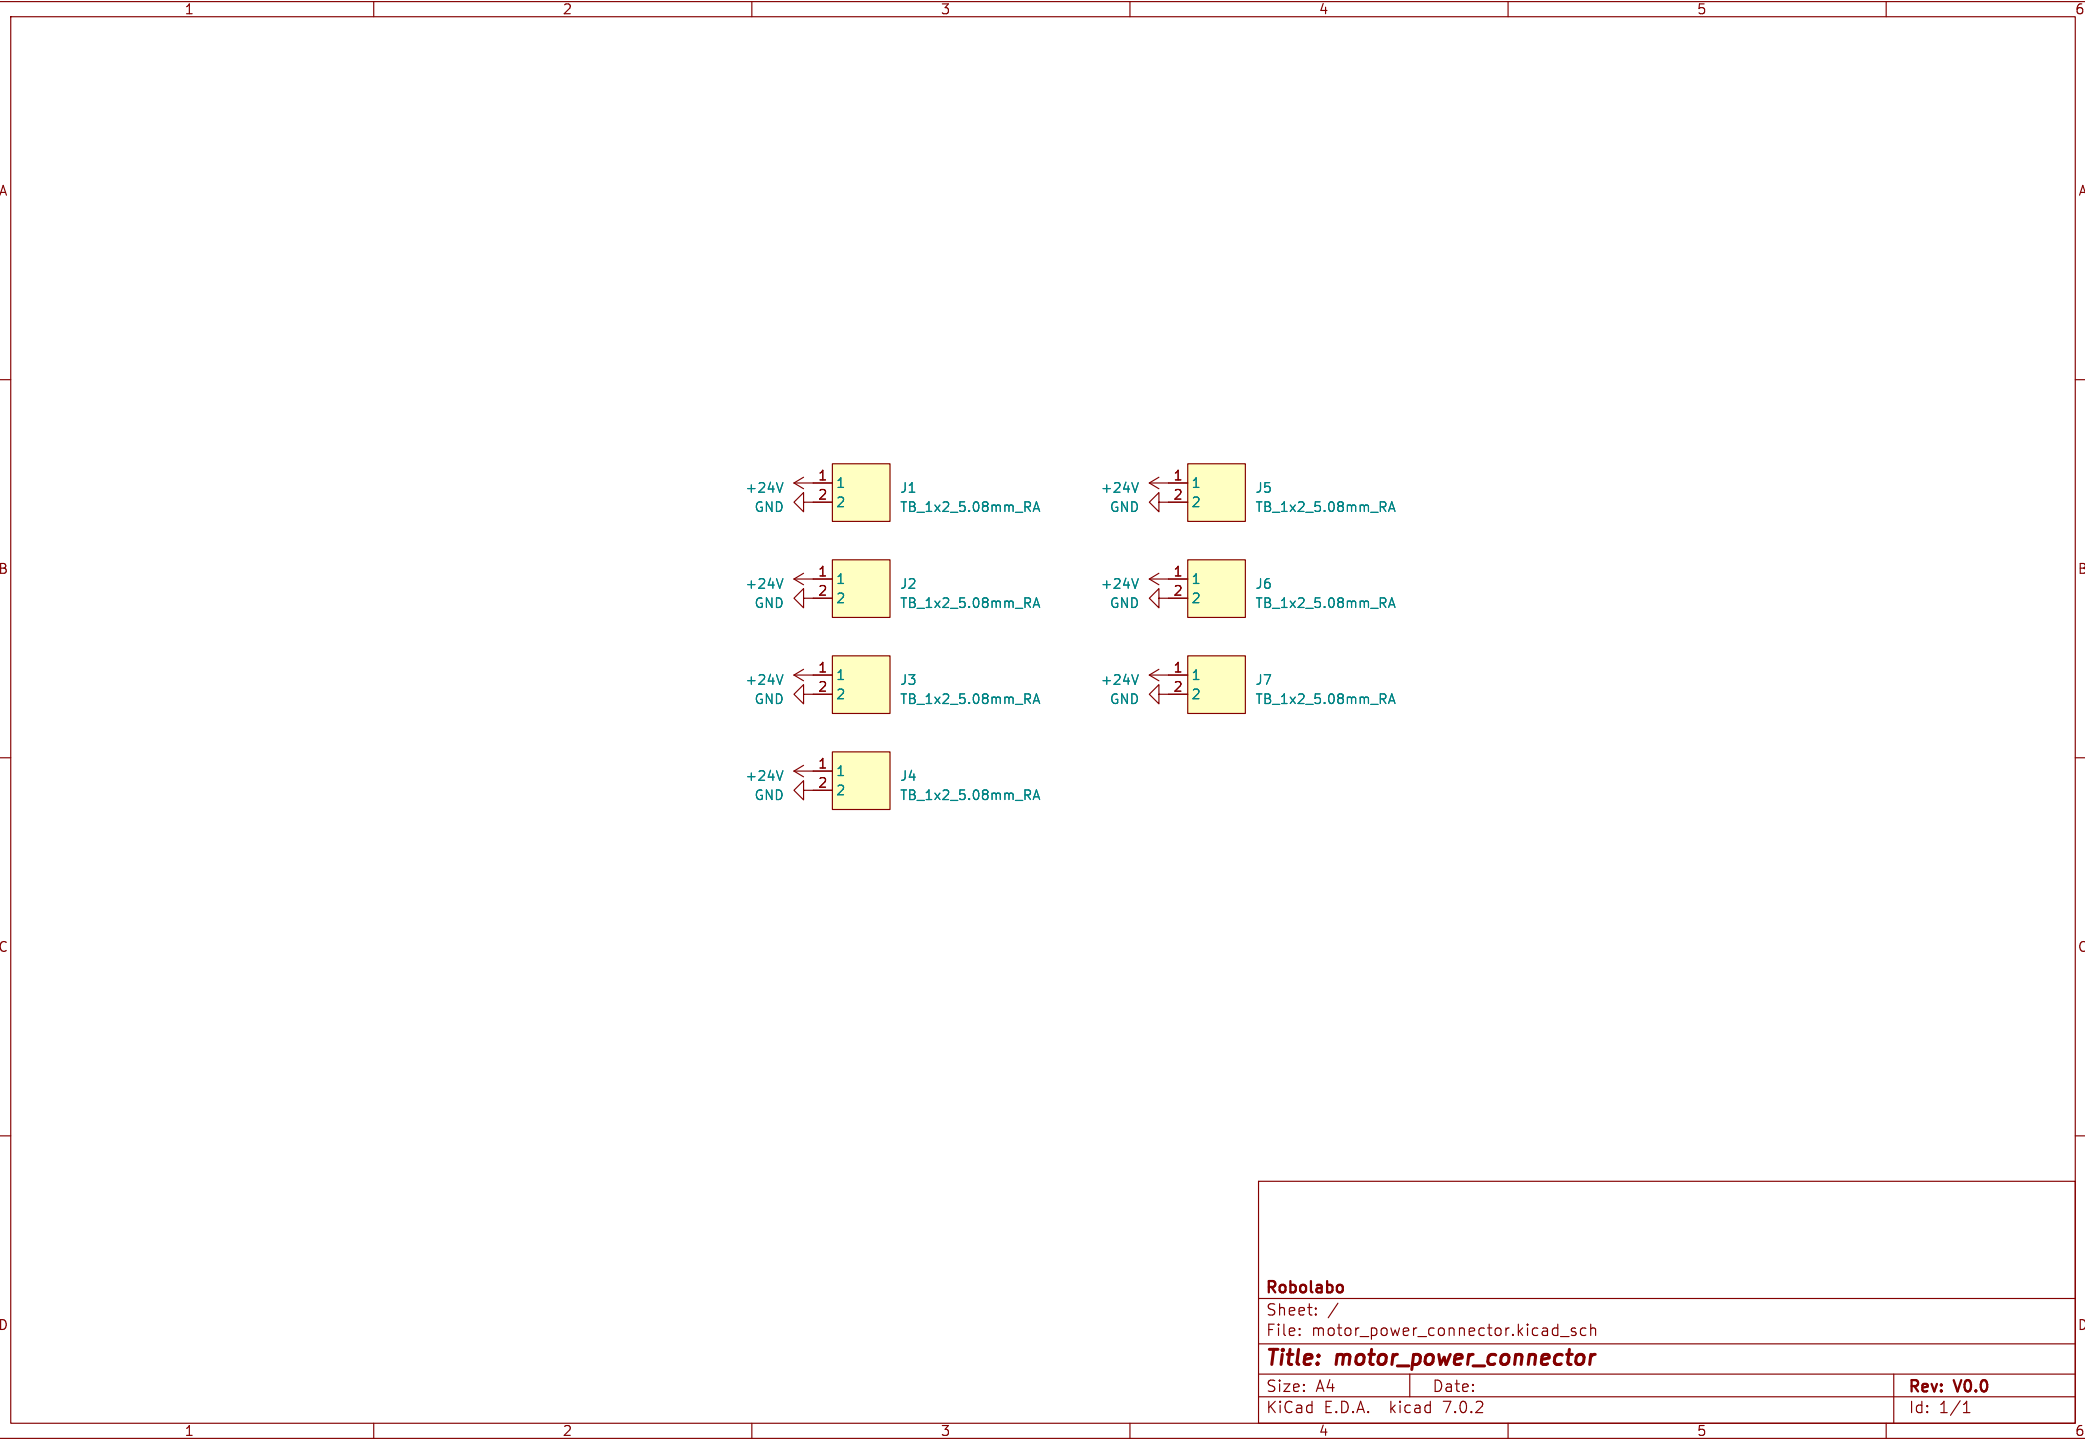 1 2 3 4 5 6
A A
1 1 +24V J1
2 2 GND TB_1x2_5.08mm_RA
1 1 +24V J5
2 2 GND TB_1x2_5.08mm_RA
B B
1 1 +24V J2
2 2 GND TB_1x2_5.08mm_RA
1 1 +24V J6
2 2 GND TB_1x2_5.08mm_RA
1 1 +24V J3
2 2 GND TB_1x2_5.08mm_RA
1 1 +24V J7
2 2 GND TB_1x2_5.08mm_RA
1 1 +24V J4
2 2 GND TB_1x2_5.08mm_RA
C C
Robolabo
Sheet: /
File: motor_power_connector.kicad_sch
Title: motor_power_connector
Size: A4 Date: Rev: V0.0
KiCad E.D.A. kicad 7.0.2 Id: 1/1
D D
1 2 3 4 5 6